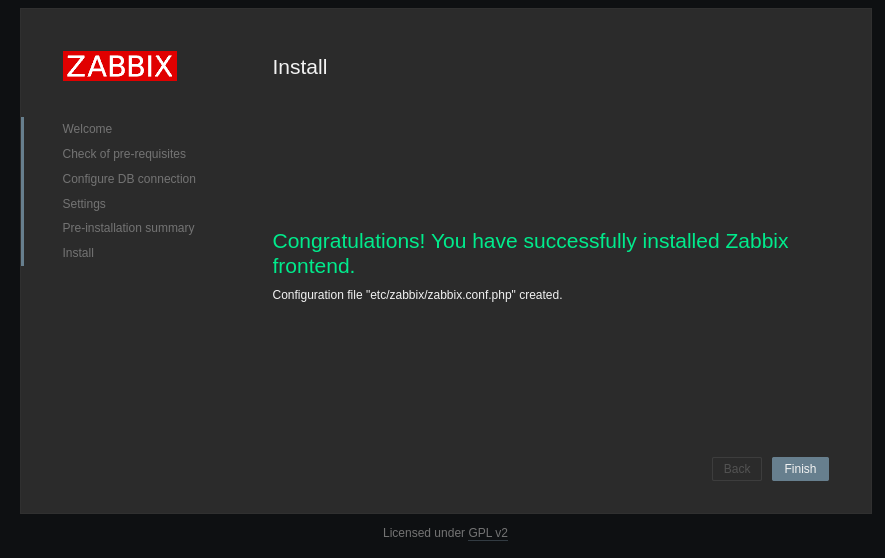 ZABBIX
Install
Welcome
Check of pre-requisites
Configure DB connection
Settings
Pre-installation summary
Install
Congratulations! You have successfully installed Zabbix
frontend.
Configuration file "etc/zabbix/zabbix.conf.php" created.
Back
Finish
Licensed under GPL v2